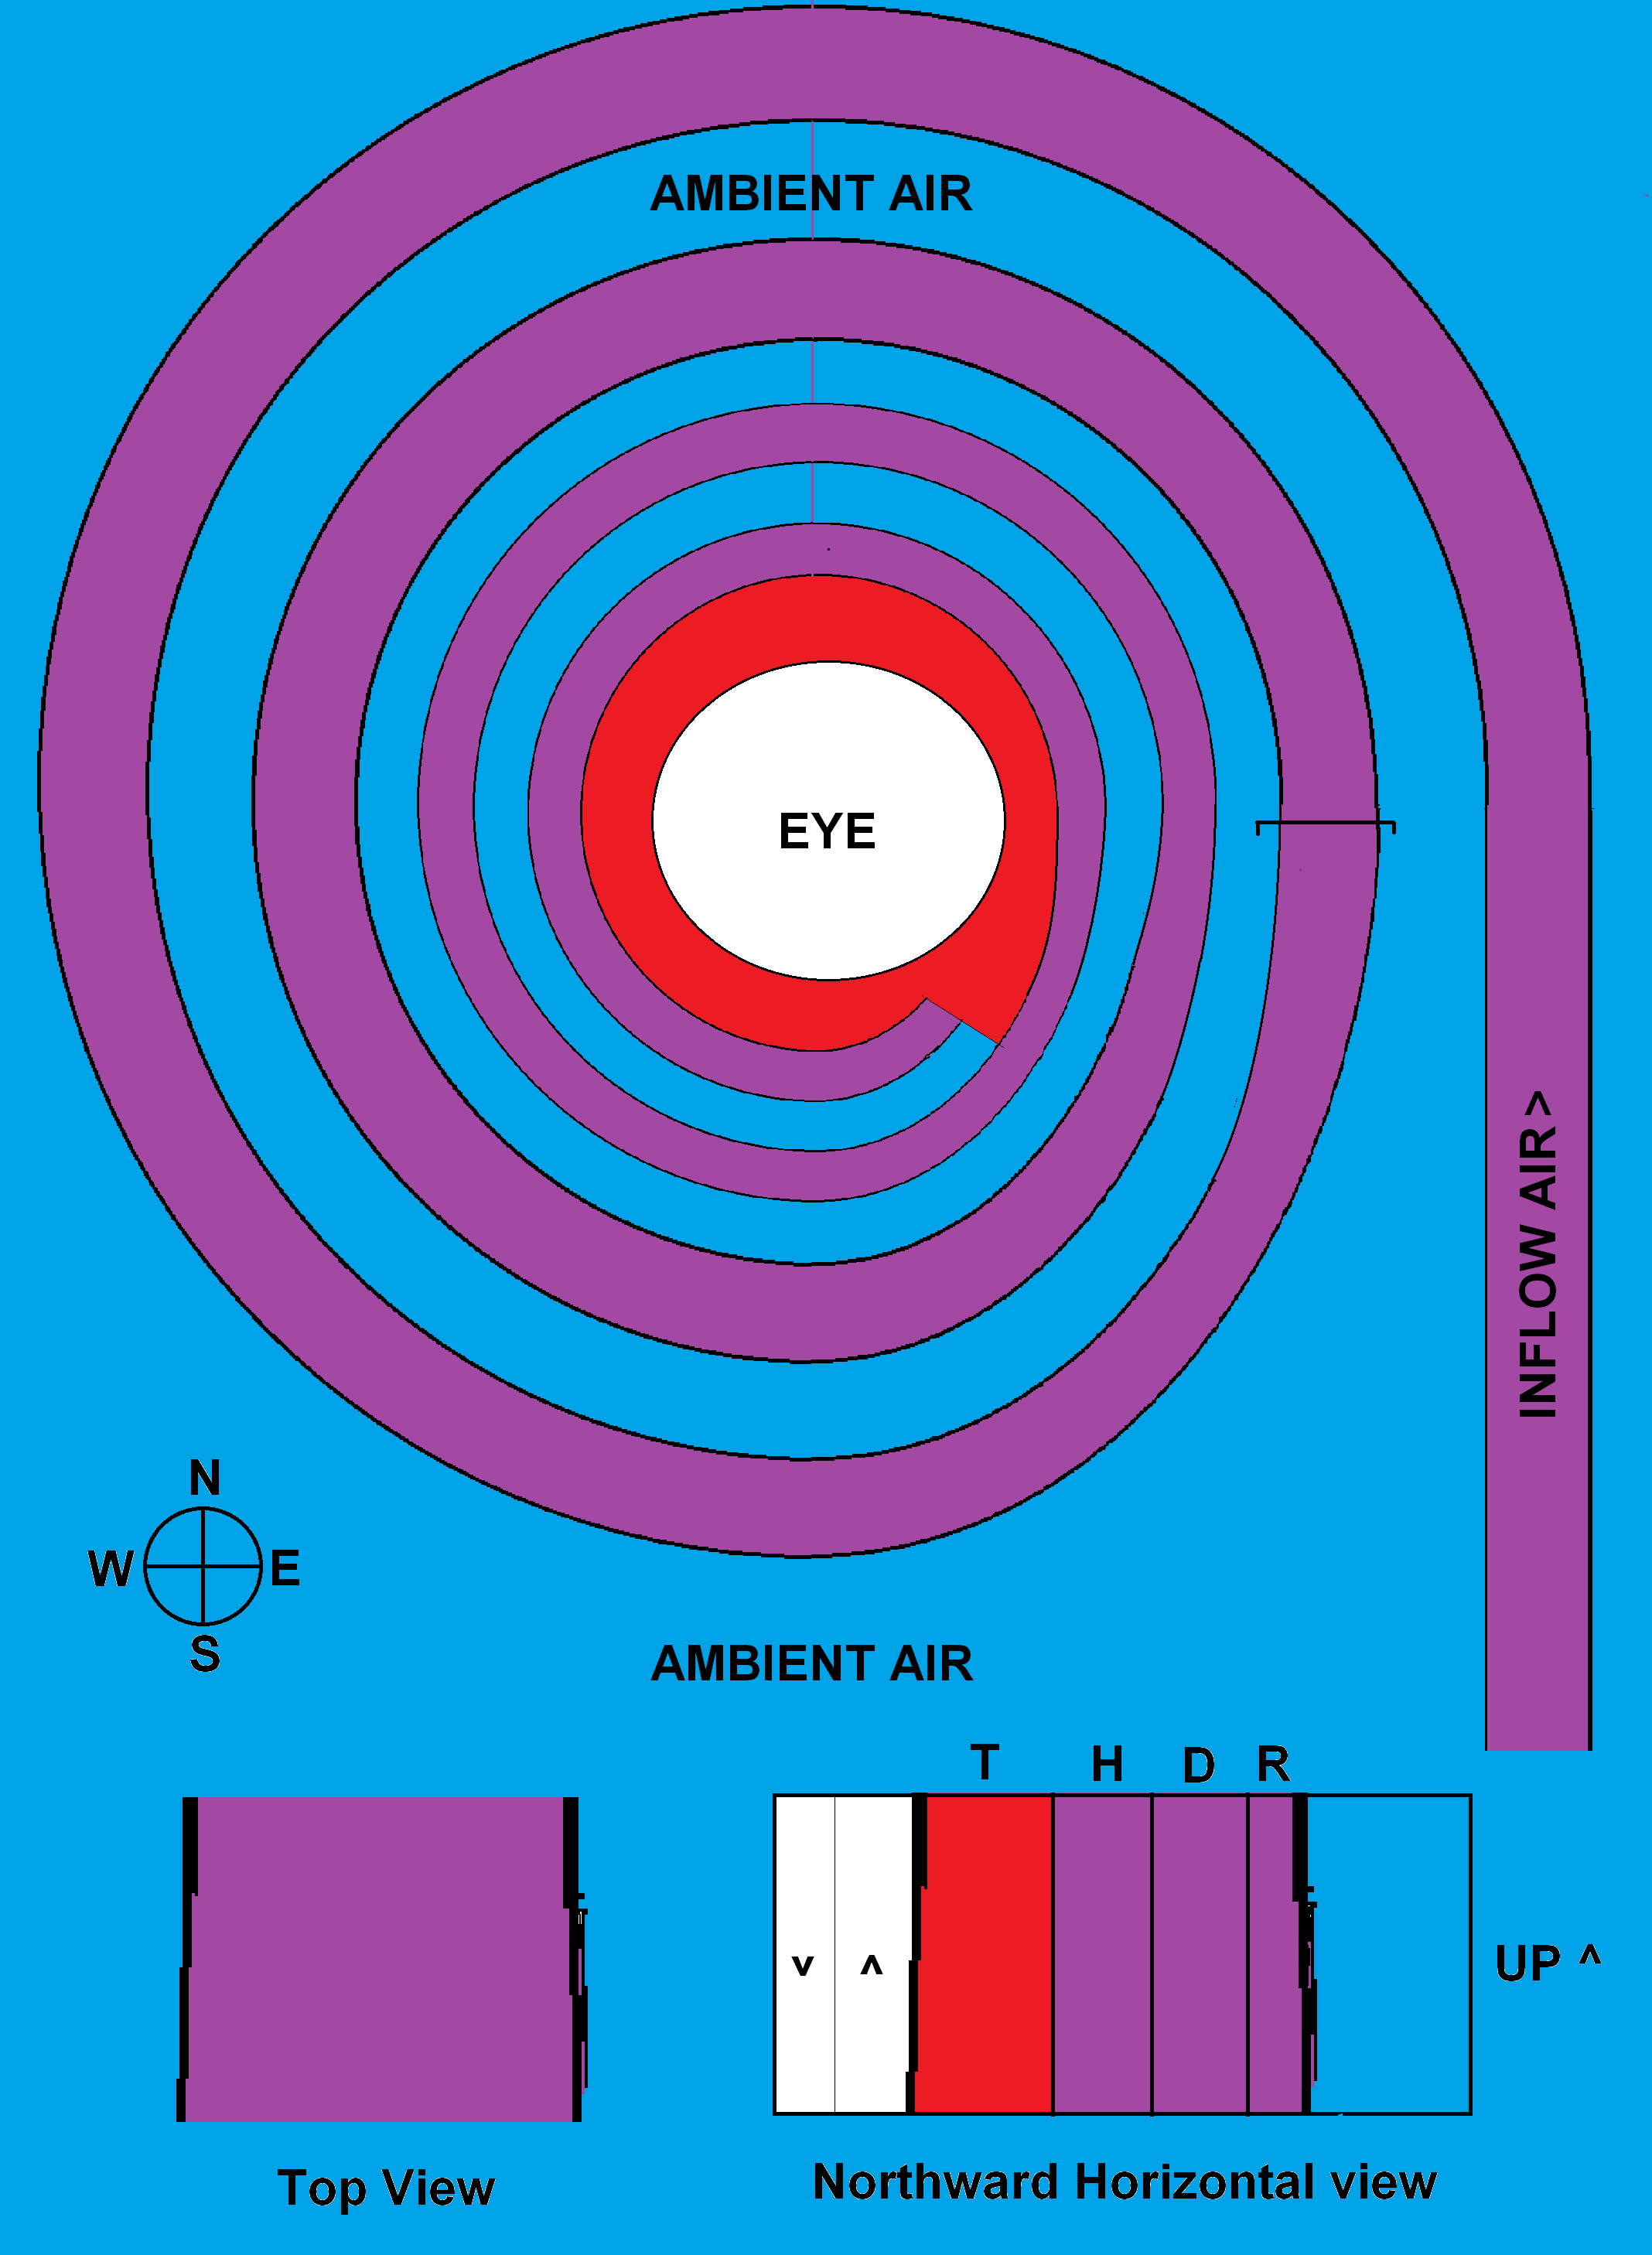 AMBIENT AIR
EYE
INFLOW AIR >
N
W E
S
AMBIENT AIR
T H D R
v ^
UP ^
Top View
Northward Horizontal view